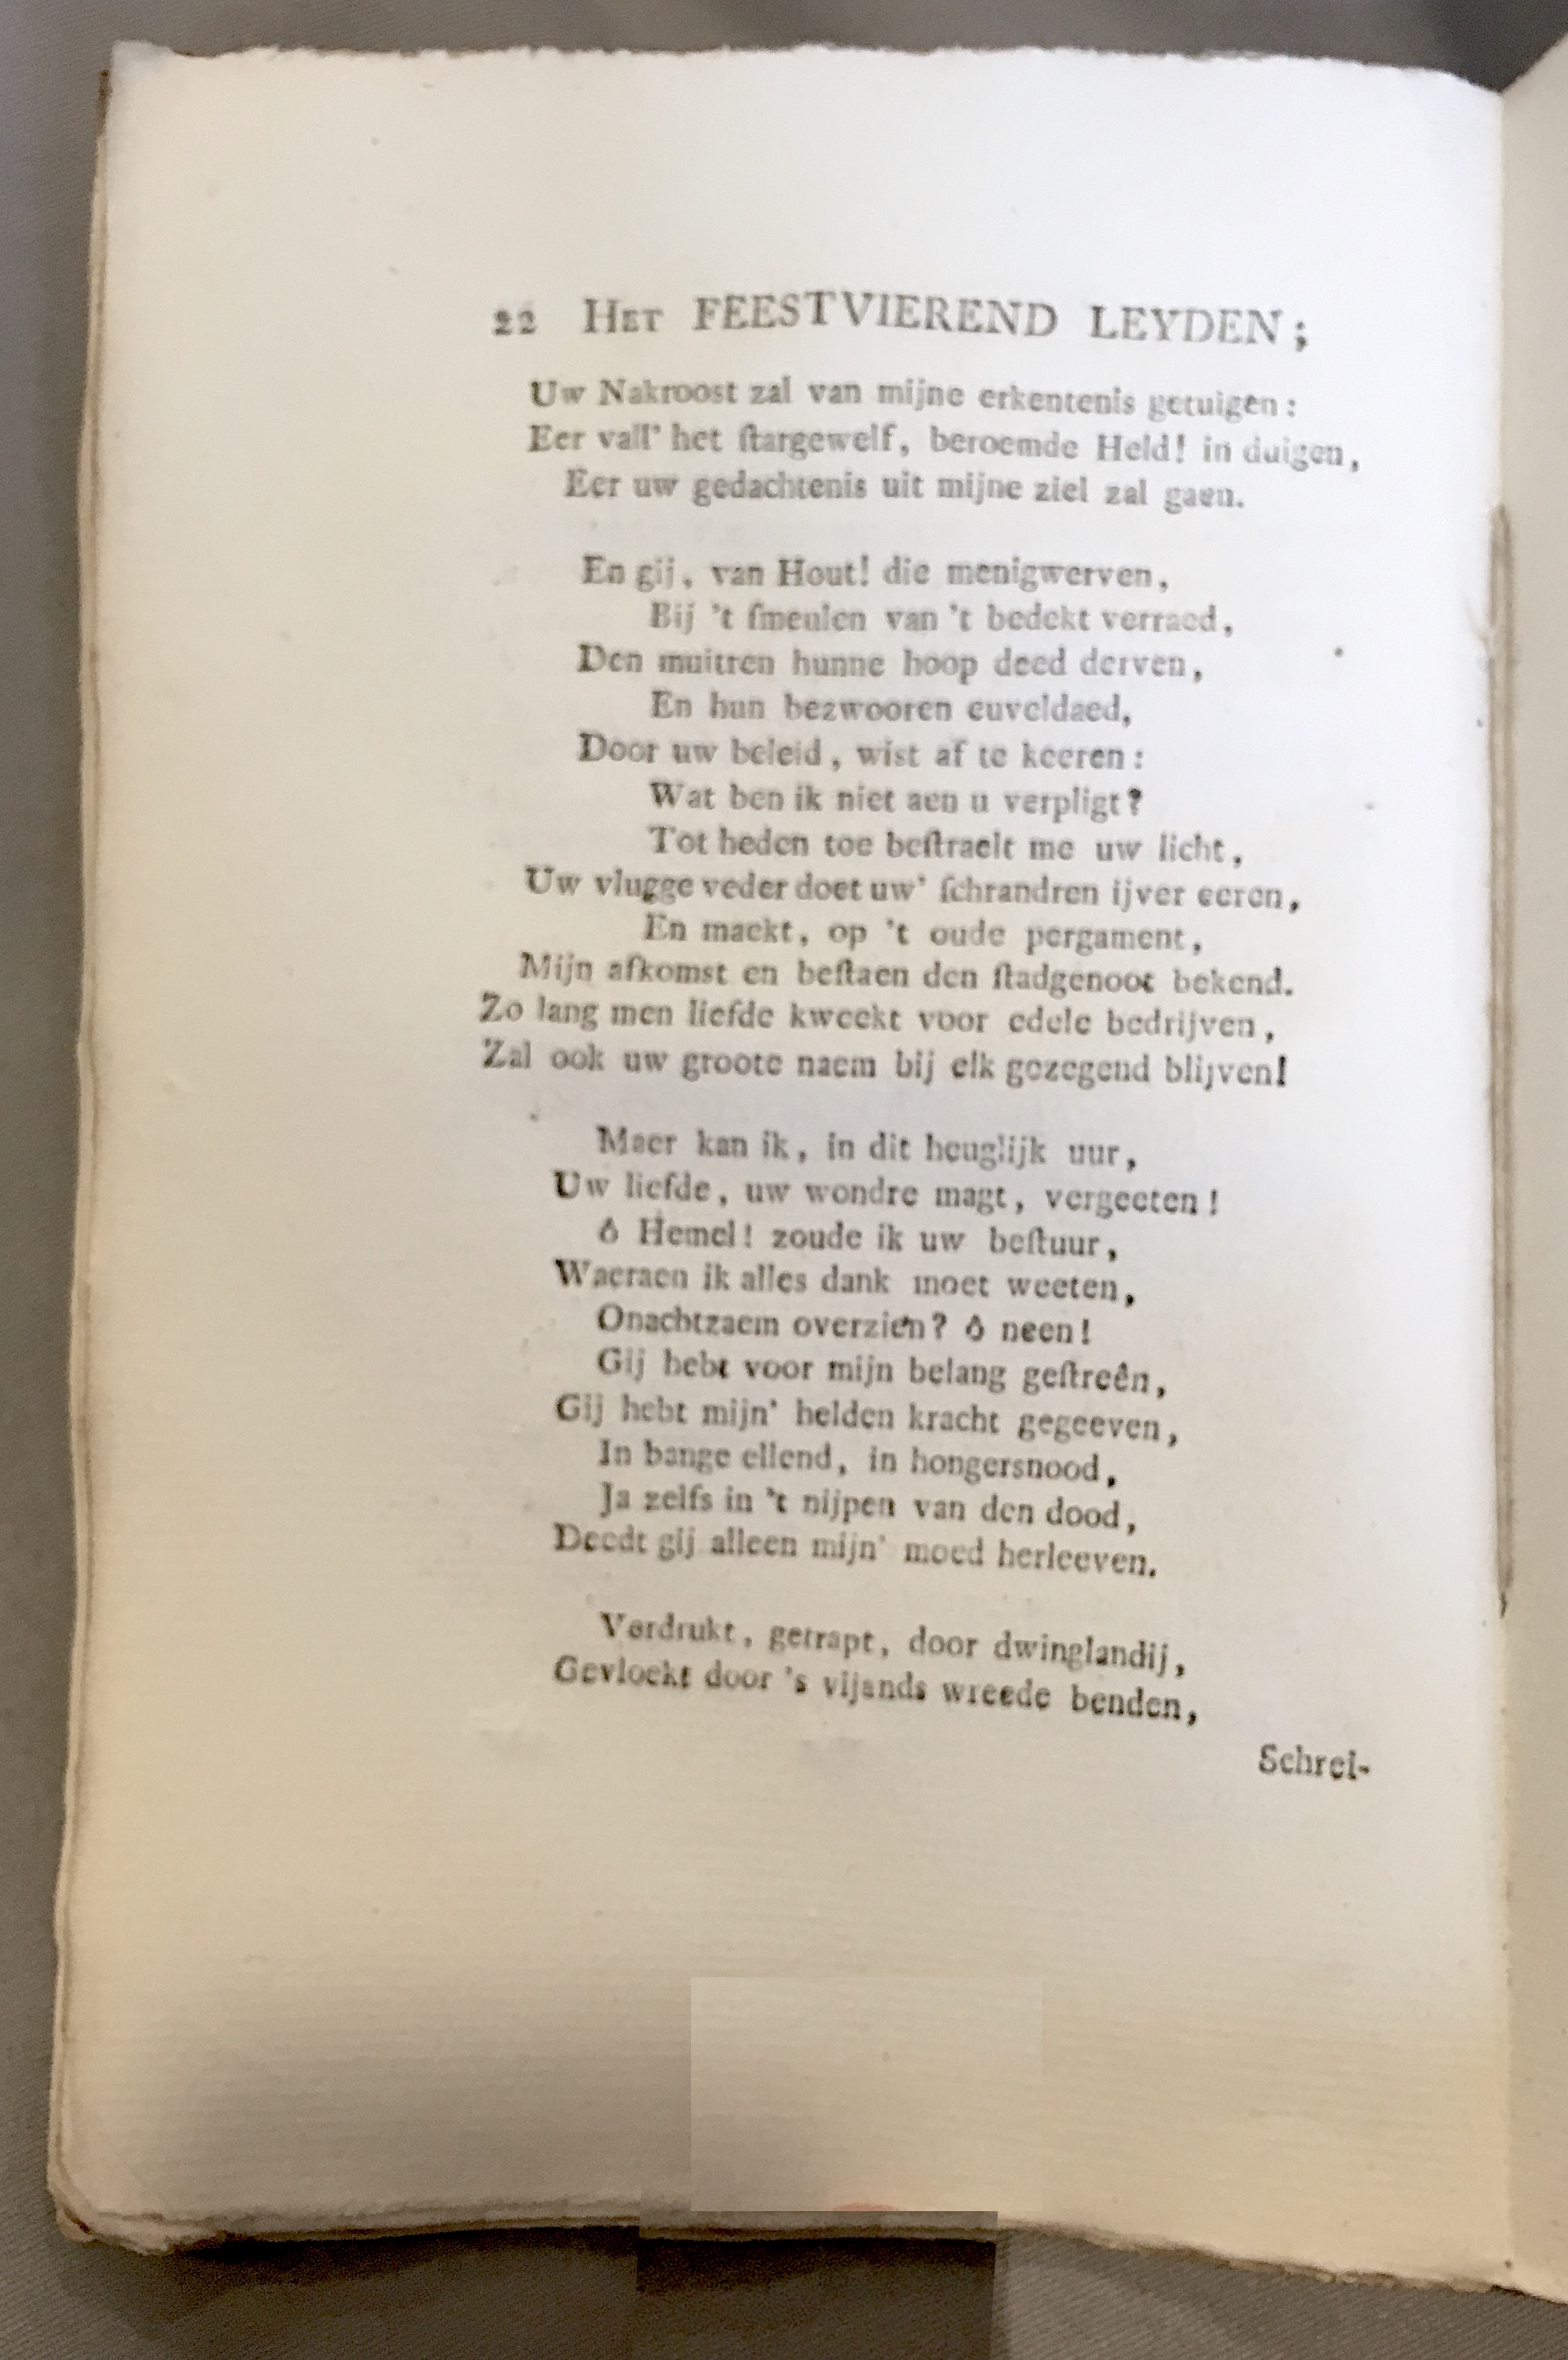 22 HET FEESTVIEREND LEYDEN;
Uw Nakroost zal van mijne erkentenis getuigen:
Eer vall' het ſtargewelf, beroemde Held! in duigen,
Eer uw gedachtenis uit mijne ziel zal gaen.
En gij, van Hout! die menigwerven,
Bij 't ſmeulen van 't bedekt verraed,
Den muitren hunne hoop deed derven,
En hun bezwooren euveldaed,
Door uw beleid, wist af te keeren:
Wat ben ik niet aen u verpligt?
Tot heden toe beſtraelt me uw licht,
Uw vlugge veder doet uw' ſchrandren ijver eeren,
En maekt, op 't oude pergament,
Mijn afkomst en beſtaen den ſtadgenoot bekend.
Zo lang men liefde kweekt voor edele bedrijven,
Zal ook uw groote naem bij elk gezegend blijven!
Maer kan ik, in dit heuglijk uur,
Uw liefde, uw wondre magt, vergeeten!
ô Hemel! zoude ik uw beſtuur,
Waeraen ik alles dank moet weeten,
Onachtzaem overzien? ô neen!
Gij hebt voor mijn belang geſtreên,
Gij hebt mijn' helden kracht gegeeven,
In bange ellend, in hongersnood,
Ja zelfs in 't nijpen van den dood,
Deedt gij alleen mijn' moed herleeven.
Verdrukt, getrapt, door dwinglandij,
Gevloekt door 's vijands wreede benden,
Schrei-